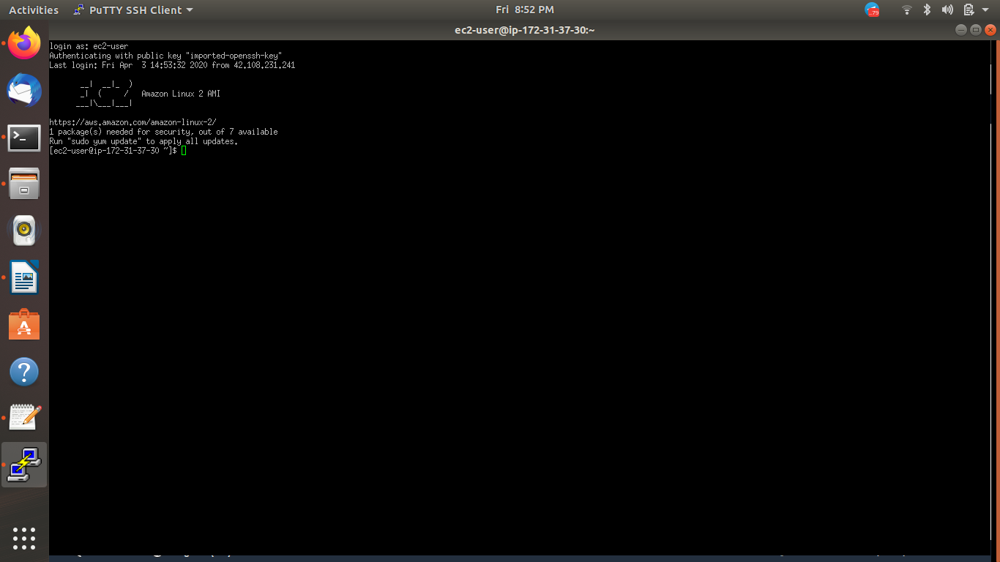 Activities PuTTY SSH Client Fri 8:52 PM 79
ec2-user@ip-172-31-37-30:~
login as: ec2-user
Authenticating with public key "imported-openssh-key"
Last login: Fri Apr  3 14:53:32 2020 from 42.108.231.241
       __|  __|_  )
       _|  (     /   Amazon Linux 2 AMI
      ___|\___|___|
https://aws.amazon.com/amazon-linux-2/
1 package(s) needed for security, out of 7 available
Run "sudo yum update" to apply all updates.
[ec2-user@ip-172-31-37-30 ~]$